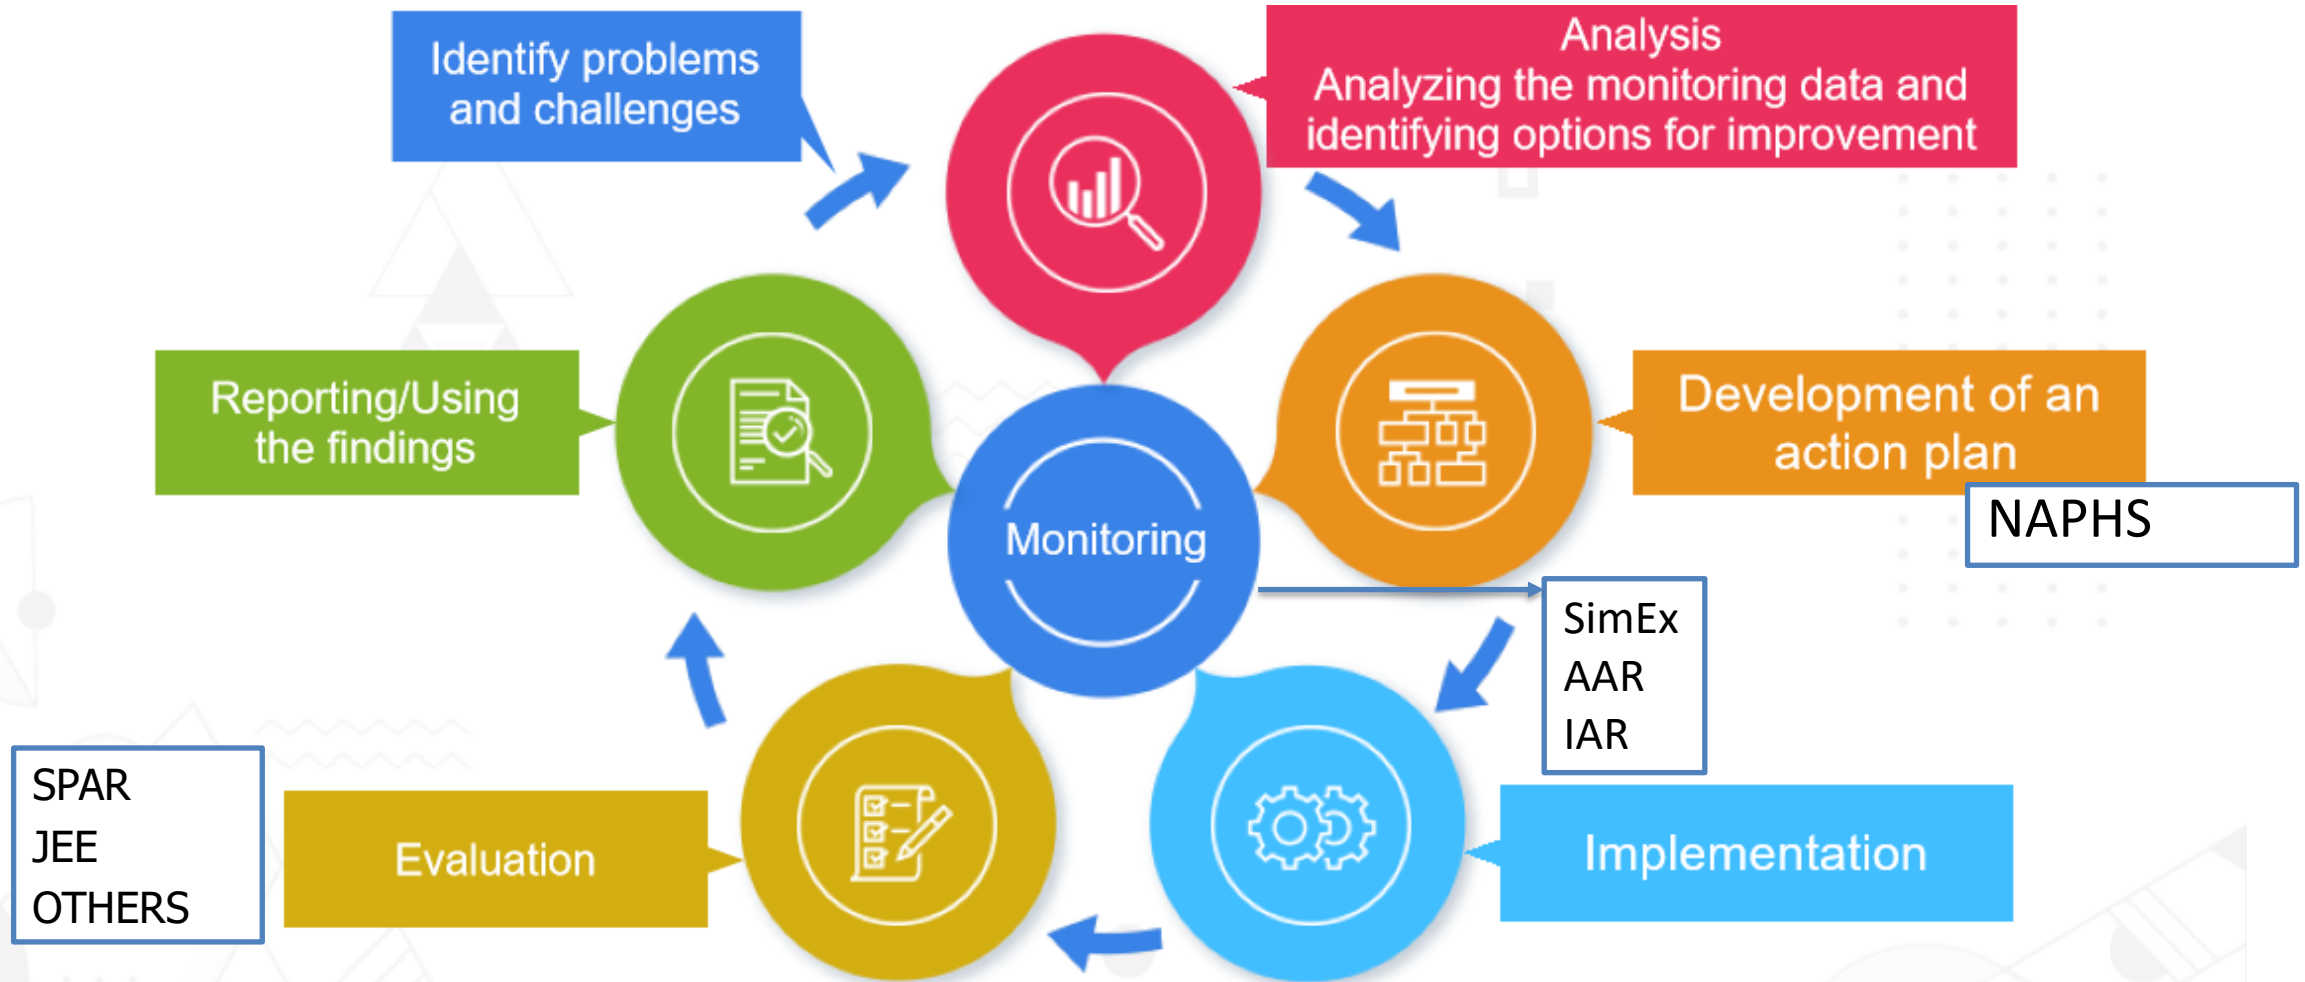 Identify problems
and challenges
Analysis
Analyzing the monitoring data and
identifying options for improvement
Reporting/Using
the findings
Development of an
action plan
NAPHS
Monitoring
SimEx
AAR
IAR
SPAR
JEE
OTHERS
Evaluation
Implementation